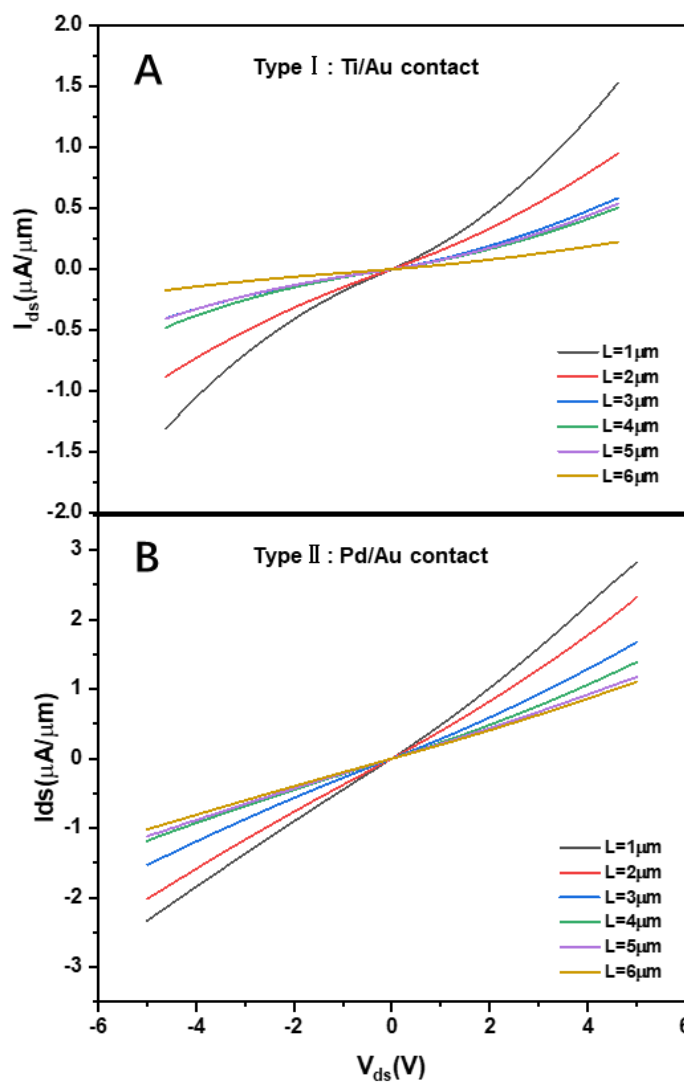 A
Type Ⅰ : Ti/Au contact
2.0
1.5
1.0
0.5
0.0
-0.5
-1.0
-1.5
-2.0
I_ds(μA/μm)
L=1μm
L=2μm
L=3μm
L=4μm
L=5μm
L=6μm
B
Type Ⅱ : Pd/Au contact
3
2
1
0
-1
-2
-3
Ids(μA/μm)
L=1μm
L=2μm
L=3μm
L=4μm
L=5μm
L=6μm
-6 -4 -2 0 2 4 6
V_ds(V)